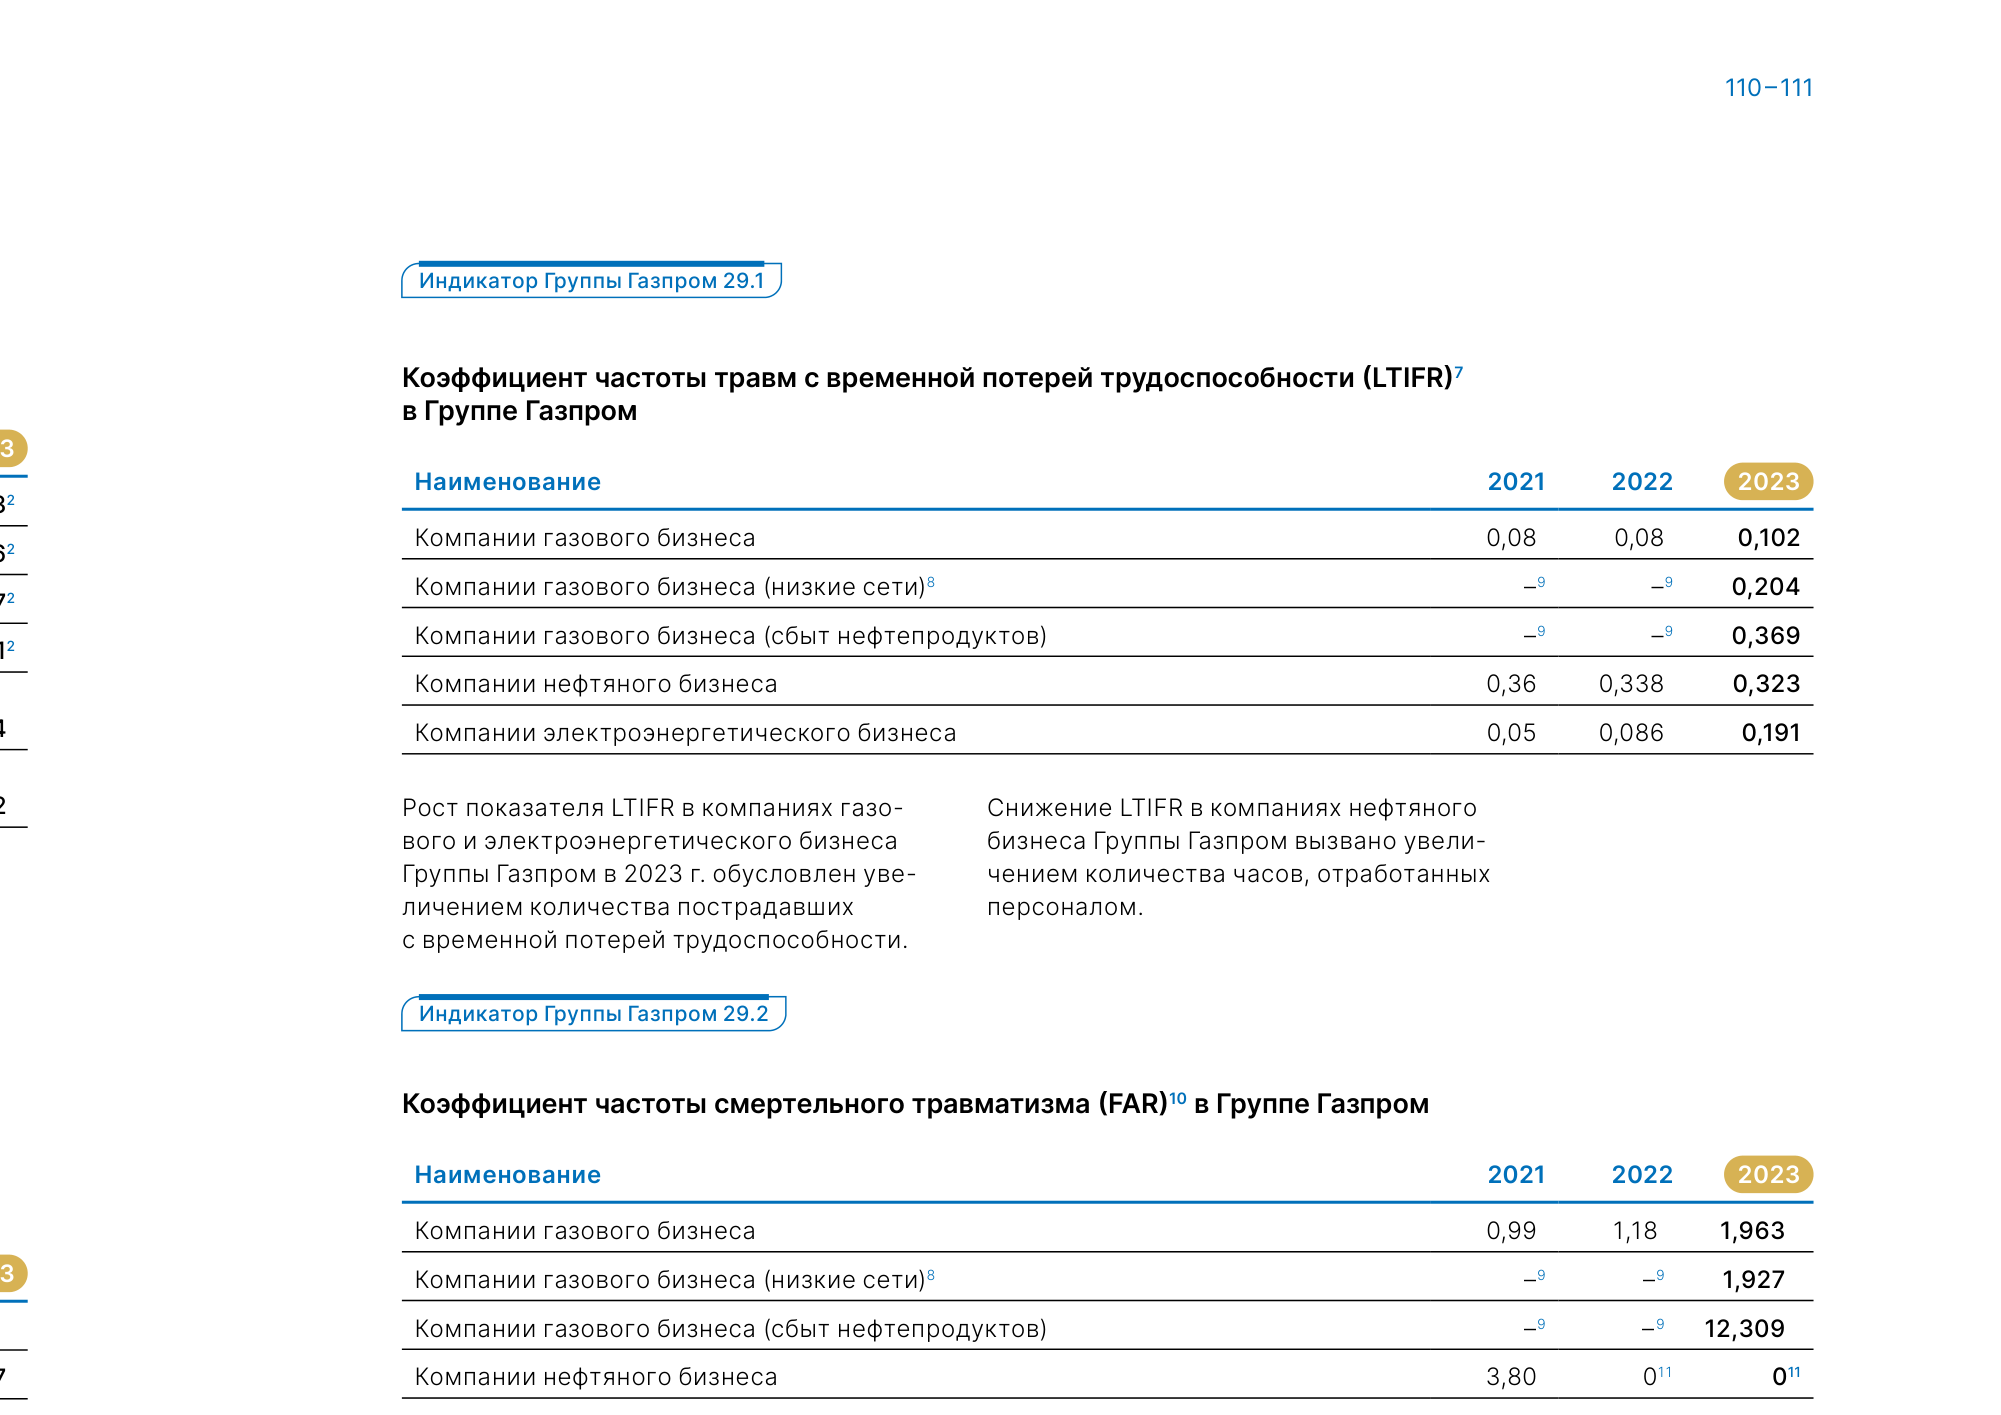 110–111
Индикатор Группы Газпром 29.1
Коэффициент частоты травм с временной потерей трудоспособности (LTIFR)⁷
в Группе Газпром
Наименование 2021 2022 2023
Компании газового бизнеса 0,08 0,08 0,102
Компании газового бизнеса (низкие сети)⁸ –⁹ –⁹ 0,204
Компании газового бизнеса (сбыт нефтепродуктов) –⁹ –⁹ 0,369
Компании нефтяного бизнеса 0,36 0,338 0,323
Компании электроэнергетического бизнеса 0,05 0,086 0,191
Рост показателя LTIFR в компаниях газо-
вого и электроэнергетического бизнеса
Группы Газпром в 2023 г. обусловлен уве-
личением количества пострадавших
с временной потерей трудоспособности.
Снижение LTIFR в компаниях нефтяного
бизнеса Группы Газпром вызвано увели-
чением количества часов, отработанных
персоналом.
Индикатор Группы Газпром 29.2
Коэффициент частоты смертельного травматизма (FAR)¹⁰ в Группе Газпром
Наименование 2021 2022 2023
Компании газового бизнеса 0,99 1,18 1,963
Компании газового бизнеса (низкие сети)⁸ –⁹ –⁹ 1,927
Компании газового бизнеса (сбыт нефтепродуктов) –⁹ –⁹ 12,309
Компании нефтяного бизнеса 3,80 0¹¹ 0¹¹